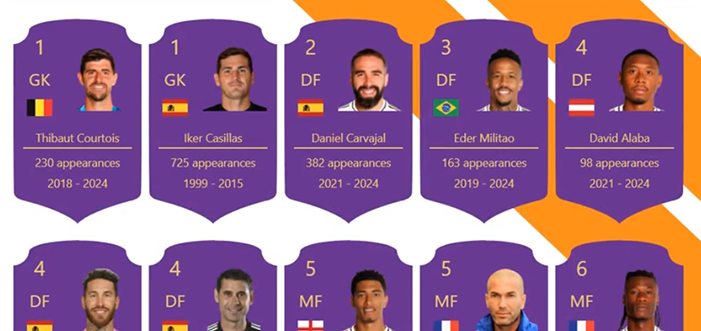 1
GK
Thibaut Courtois
230 appearances
2018 - 2024
1
GK
Iker Casillas
725 appearances
1999 - 2015
2
DF
Daniel Carvajal
382 appearances
2021 - 2024
3
DF
Eder Militao
163 appearances
2019 - 2024
4
DF
David Alaba
98 appearances
2021 - 2024
4
DF
4
DF
5
MF
5
MF
6
MF